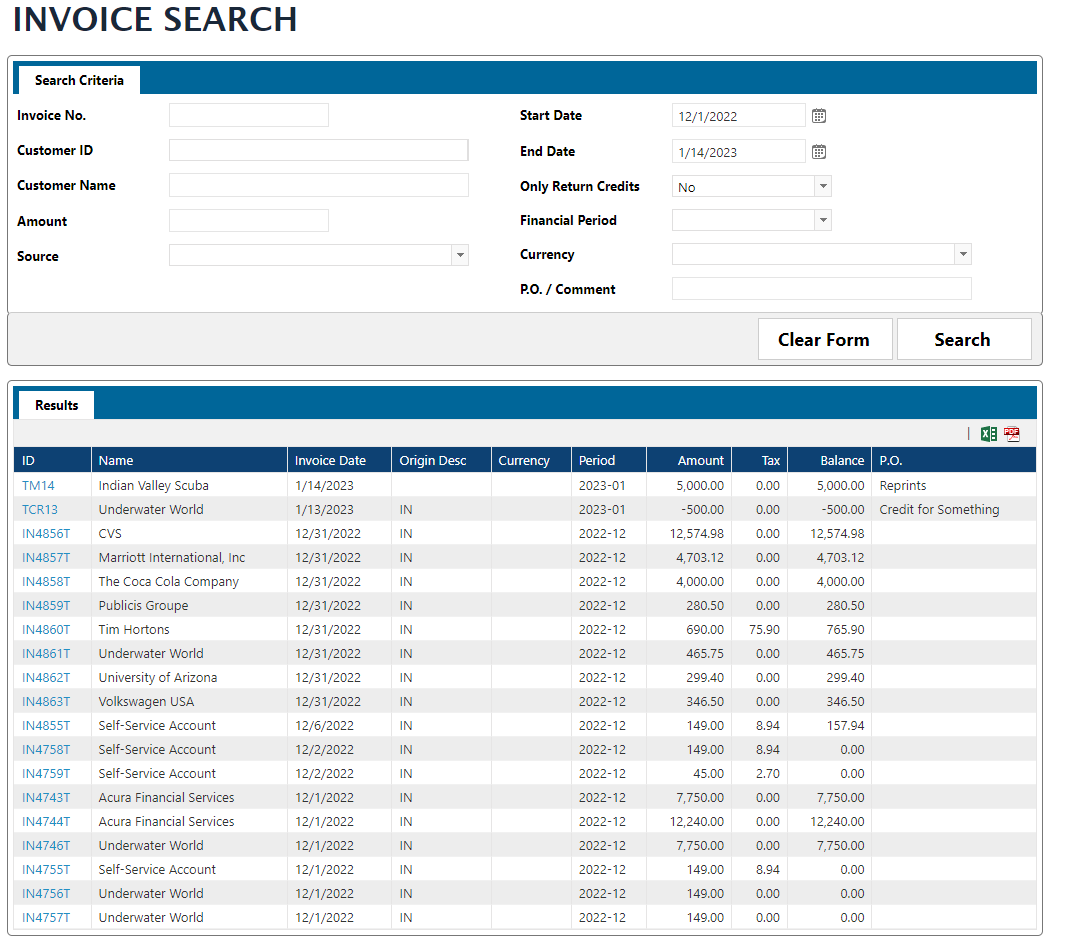 INVOICE SEARCH
Search Criteria
Invoice No.
Customer ID
Customer Name
Amount
Source
Start Date 12/1/2022
End Date 1/14/2023
Only Return Credits No
Financial Period
Currency
P.O. / Comment
Clear Form Search
Results
PDF
ID Name Invoice Date Origin Desc Currency Period Amount Tax Balance P.O.
TM14 Indian Valley Scuba 1/14/2023 2023-01 5,000.00 0.00 5,000.00 Reprints
TCR13 Underwater World 1/13/2023 IN 2023-01 -500.00 0.00 -500.00 Credit for Something
IN4856T CVS 12/31/2022 IN 2022-12 12,574.98 0.00 12,574.98
IN4857T Marriott International, Inc 12/31/2022 IN 2022-12 4,703.12 0.00 4,703.12
IN4858T The Coca Cola Company 12/31/2022 IN 2022-12 4,000.00 0.00 4,000.00
IN4859T Publicis Groupe 12/31/2022 IN 2022-12 280.50 0.00 280.50
IN4860T Tim Hortons 12/31/2022 IN 2022-12 690.00 75.90 765.90
IN4861T Underwater World 12/31/2022 IN 2022-12 465.75 0.00 465.75
IN4862T University of Arizona 12/31/2022 IN 2022-12 299.40 0.00 299.40
IN4863T Volkswagen USA 12/31/2022 IN 2022-12 346.50 0.00 346.50
IN4855T Self-Service Account 12/6/2022 IN 2022-12 149.00 8.94 157.94
IN4758T Self-Service Account 12/2/2022 IN 2022-12 149.00 8.94 0.00
IN4759T Self-Service Account 12/2/2022 IN 2022-12 45.00 2.70 0.00
IN4743T Acura Financial Services 12/1/2022 IN 2022-12 7,750.00 0.00 7,750.00
IN4744T Acura Financial Services 12/1/2022 IN 2022-12 12,240.00 0.00 12,240.00
IN4746T Underwater World 12/1/2022 IN 2022-12 7,750.00 0.00 7,750.00
IN4755T Self-Service Account 12/1/2022 IN 2022-12 149.00 8.94 0.00
IN4756T Underwater World 12/1/2022 IN 2022-12 149.00 0.00 0.00
IN4757T Underwater World 12/1/2022 IN 2022-12 149.00 0.00 0.00